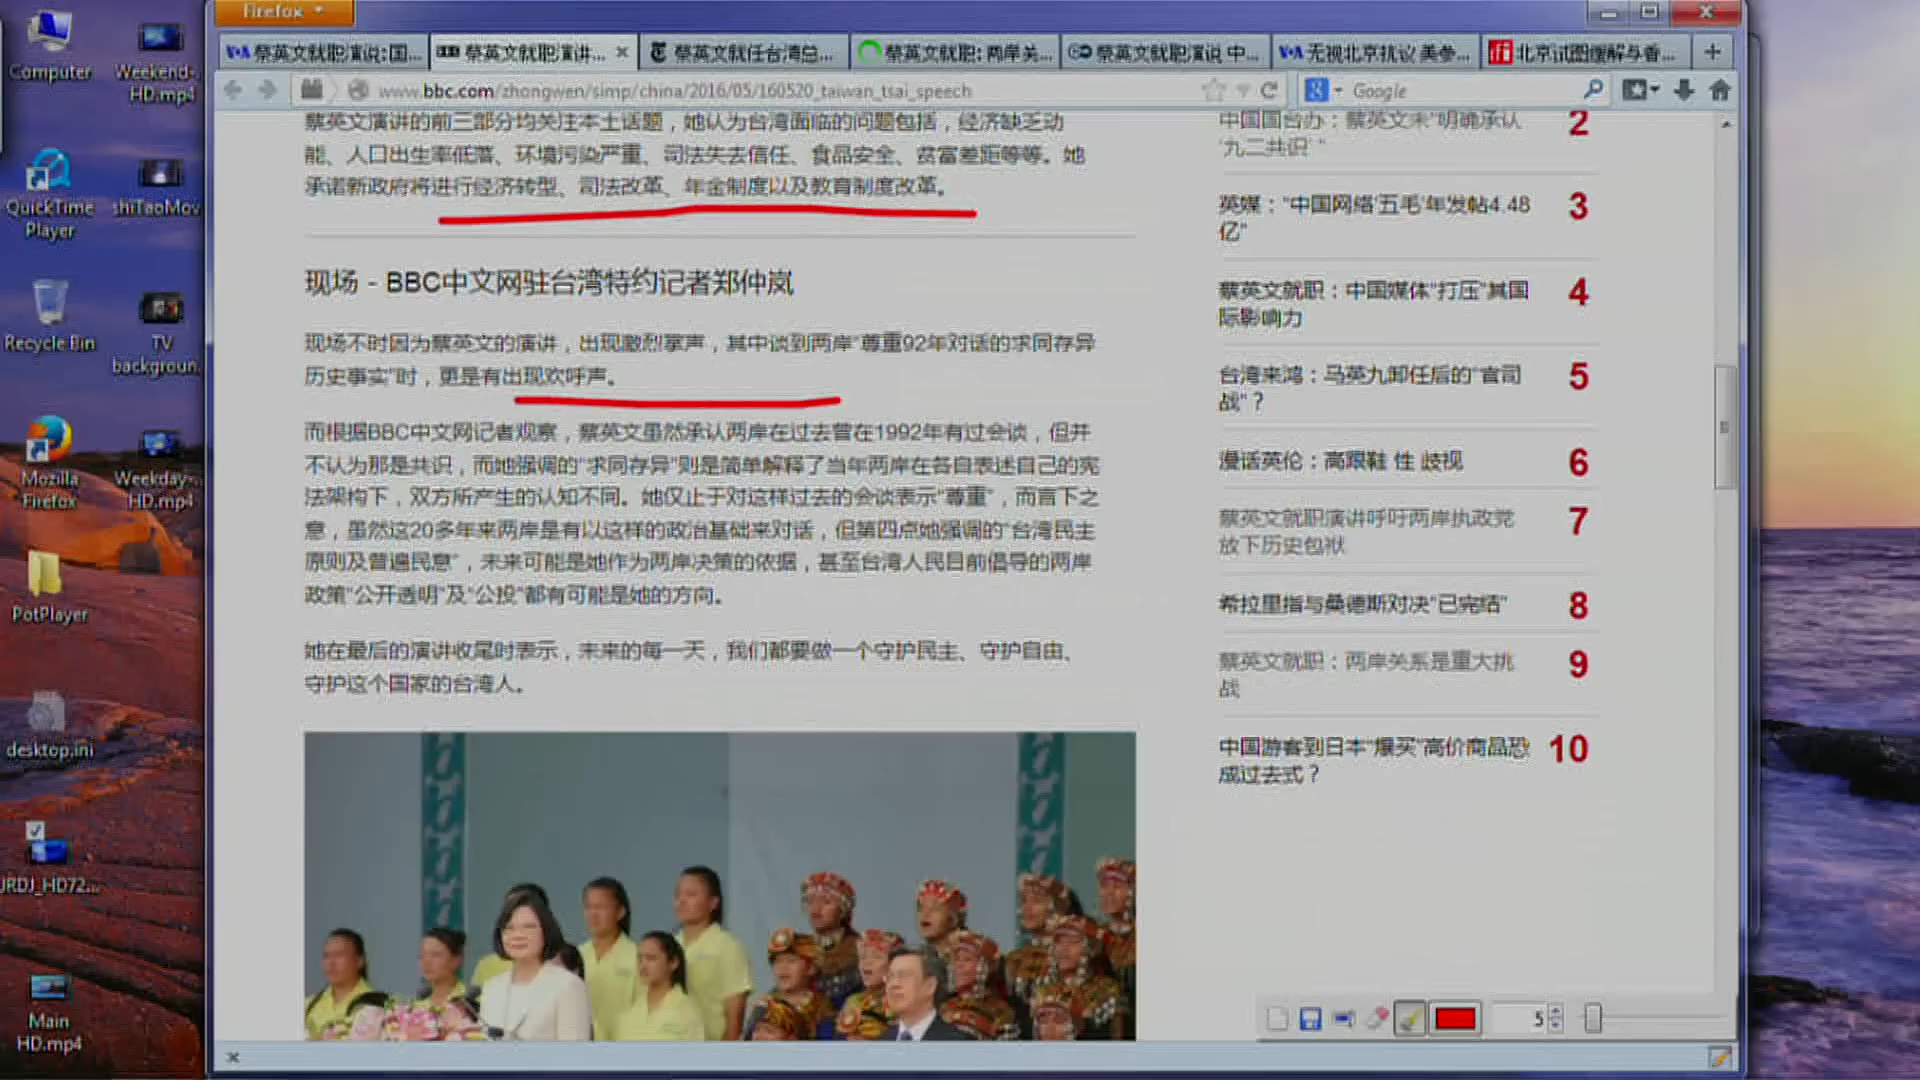 Computer
Weekend-...
HD.mp4
QuickTime
Player
shiTaoMov
Recycle Bin
TV
backgroun...
Mozilla
Firefox
Weekday-...
HD.mp4
PotPlayer
desktop.ini
JRDJ_HD72...
Main
HD.mp4
Firefox
VOA 蔡英文就职演说:国...
BBC 蔡英文就职演讲...
蔡英文就任台湾总...
蔡英文就职: 两岸关...
蔡英文就职演说 中...
VOA 无视北京抗议 美参...
rfi 北京试图缓解与香...
www.bbc.com/zhongwen/simp/china/2016/05/160520_taiwan_tsai_speech
Google
蔡英文演讲的前三部分均关注本土话题，她认为台湾面临的问题包括，经济缺乏动
能、人口出生率低落、环境污染严重、司法失去信任、食品安全、贫富差距等等。她
承诺新政府将进行经济转型、司法改革、年金制度以及教育制度改革。
现场 - BBC中文网驻台湾特约记者郑仲岚
现场不时因为蔡英文的演讲，出现激烈掌声，其中谈到两岸“尊重92年对话的求同存异
历史事实”时，更是有出现欢呼声。
而根据BBC中文网记者观察，蔡英文虽然承认两岸在过去曾在1992年有过会谈，但并
不认为那是共识，而她强调的“求同存异”则是简单解释了当年两岸在各自表述自己的宪
法架构下，双方所产生的认知不同。她仅止于对这样过去的会谈表示“尊重”，而言下之
意，虽然这20多年来两岸是有以这样的政治基础来对话，但第四点她强调的“台湾民主
原则及普遍民意”，未来可能是她作为两岸决策的依据，甚至台湾人民目前倡导的两岸
政策“公开透明”及“公投”都有可能是她的方向。
她在最后的演讲收尾时表示，未来的每一天，我们都要做一个守护民主、守护自由、
守护这个国家的台湾人。
中国国台办：蔡英文未“明确承认
‘九二共识’”
2
英媒：“中国网络‘五毛’年发帖4.48
亿”
3
蔡英文就职：中国媒体“打压”其国
际影响力
4
台湾来鸿：马英九卸任后的“官司
战”？
5
漫话英伦：高跟鞋 性 歧视
6
蔡英文就职演讲呼吁两岸执政党
放下历史包袱
7
希拉里指与桑德斯对决“已完结”
8
蔡英文就职：两岸关系是重大挑
战
9
中国游客到日本“爆买”高价商品恐
成过去式？
10
5